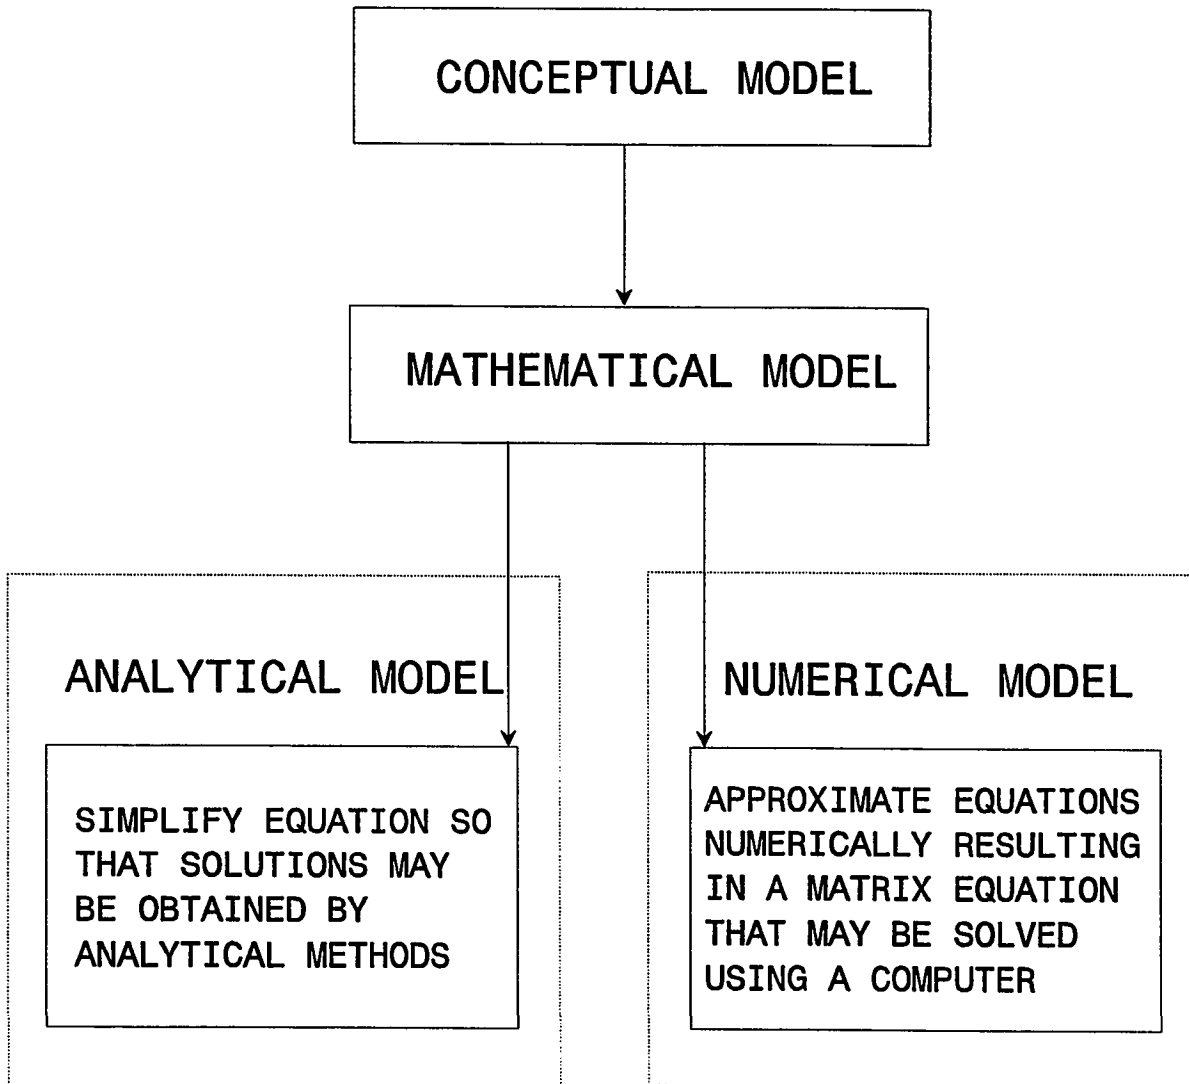 CONCEPTUAL MODEL
MATHEMATICAL MODEL
ANALYTICAL MODEL
SIMPLIFY EQUATION SO
THAT SOLUTIONS MAY
BE OBTAINED BY
ANALYTICAL METHODS
NUMERICAL MODEL
APPROXIMATE EQUATIONS
NUMERICALLY RESULTING
IN A MATRIX EQUATION
THAT MAY BE SOLVED
USING A COMPUTER